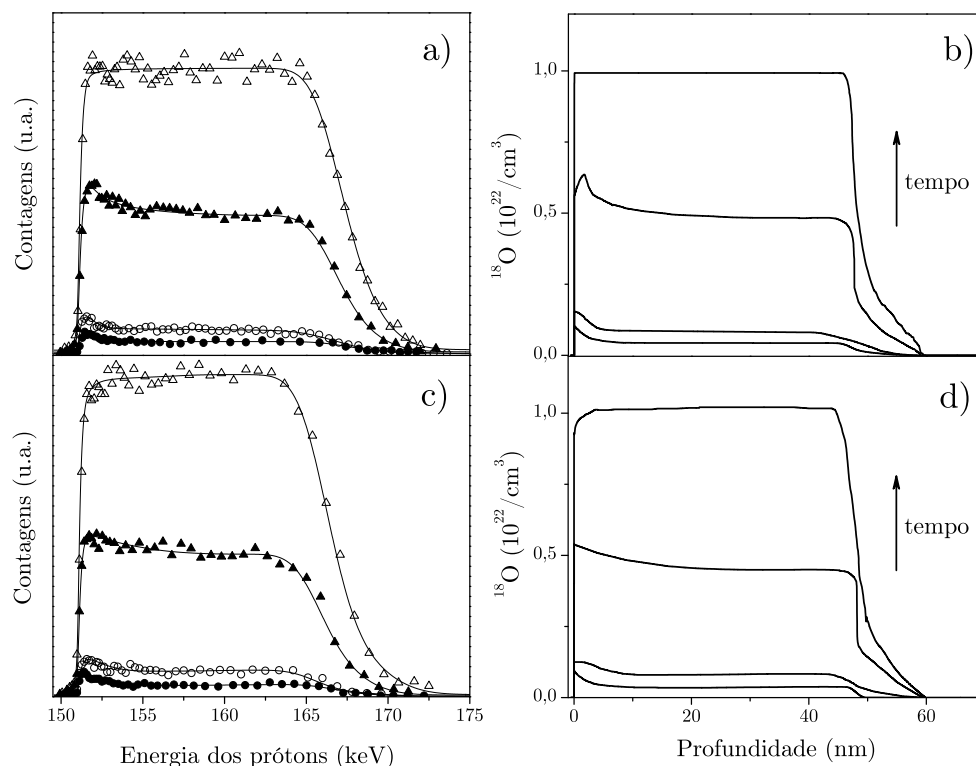 a)
Contagens (u.a.)
b)
1,0
0,5
0,0
¹⁸O (10²²/cm³)
tempo
c)
Contagens (u.a.)
150 155 160 165 170 175
Energia dos prótons (keV)
d)
1,0
0,5
0,0
¹⁸O (10²²/cm³)
tempo
0 20 40 60
Profundidade (nm)